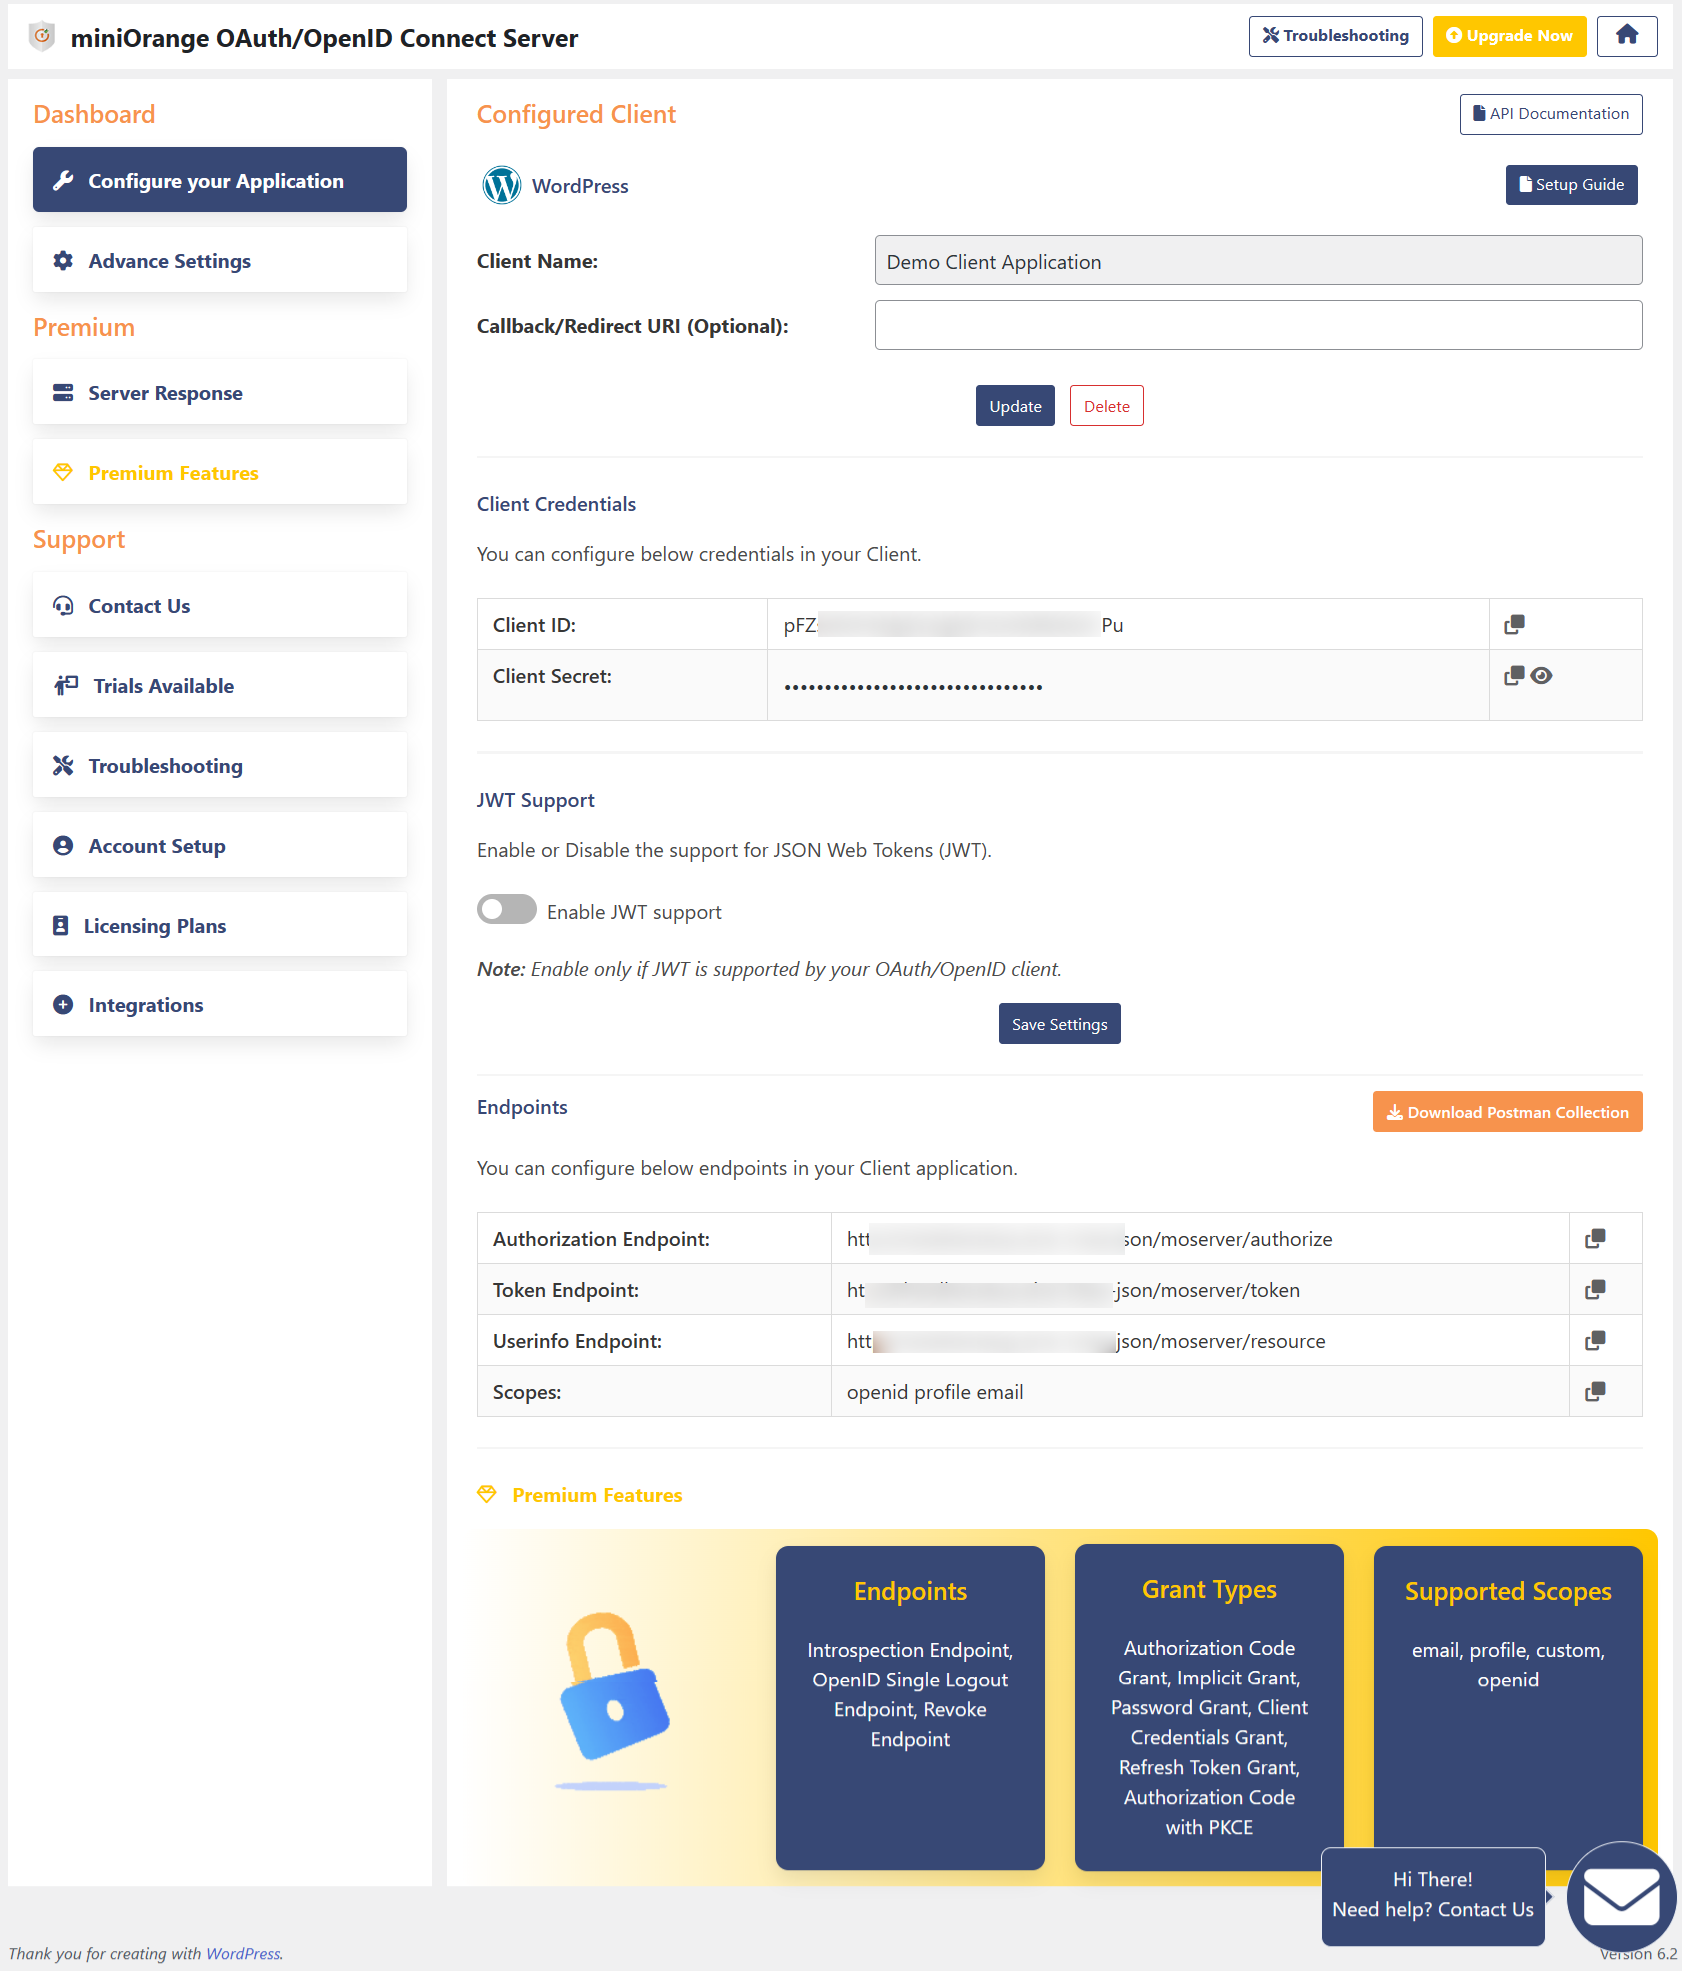 miniOrange OAuth/OpenID Connect Server
Troubleshooting
Upgrade Now
Dashboard
Configure your Application
Advance Settings
Premium
Server Response
Premium Features
Support
Contact Us
Trials Available
Troubleshooting
Account Setup
Licensing Plans
Integrations
Configured Client
API Documentation
WordPress
Setup Guide
Client Name:
Demo Client Application
Callback/Redirect URI (Optional):
Update
Delete
Client Credentials
You can configure below credentials in your Client.
Client ID:
pFZ
Pu
Client Secret:
••••••••••••••••••••••••••••••••
JWT Support
Enable or Disable the support for JSON Web Tokens (JWT).
Enable JWT support
Note: Enable only if JWT is supported by your OAuth/OpenID client.
Save Settings
Endpoints
Download Postman Collection
You can configure below endpoints in your Client application.
Authorization Endpoint:
htt
son/moserver/authorize
Token Endpoint:
ht
-json/moserver/token
Userinfo Endpoint:
htt
json/moserver/resource
Scopes:
openid profile email
Premium Features
Endpoints
Introspection Endpoint,
OpenID Single Logout
Endpoint, Revoke
Endpoint
Grant Types
Authorization Code
Grant, Implicit Grant,
Password Grant, Client
Credentials Grant,
Refresh Token Grant,
Authorization Code
with PKCE
Supported Scopes
email, profile, custom,
openid
Hi There!
Need help? Contact Us
Thank you for creating with WordPress.
Version 6.2